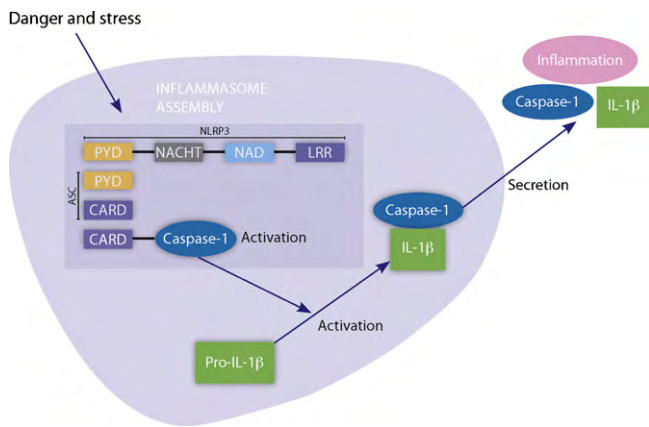 Danger and stress
INFLAMMASOME
ASSEMBLY
NLRP3
PYD
NACHT
NAD
LRR
ASC
PYD
CARD
CARD
Caspase-1
Activation
Pro-IL-1β
Activation
Caspase-1
IL-1β
Secretion
Inflammation
Caspase-1
IL-1β